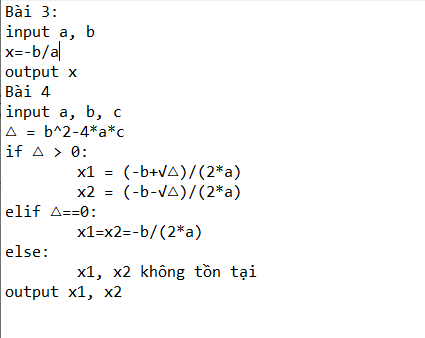 Bài 3:
input a, b
x=-b/a
output x
Bài 4
input a, b, c
△ = b^2-4*a*c
if △ > 0:
x1 = (-b+√△)/(2*a)
x2 = (-b-√△)/(2*a)
elif △==0:
x1=x2=-b/(2*a)
else:
x1, x2 không tồn tại
output x1, x2